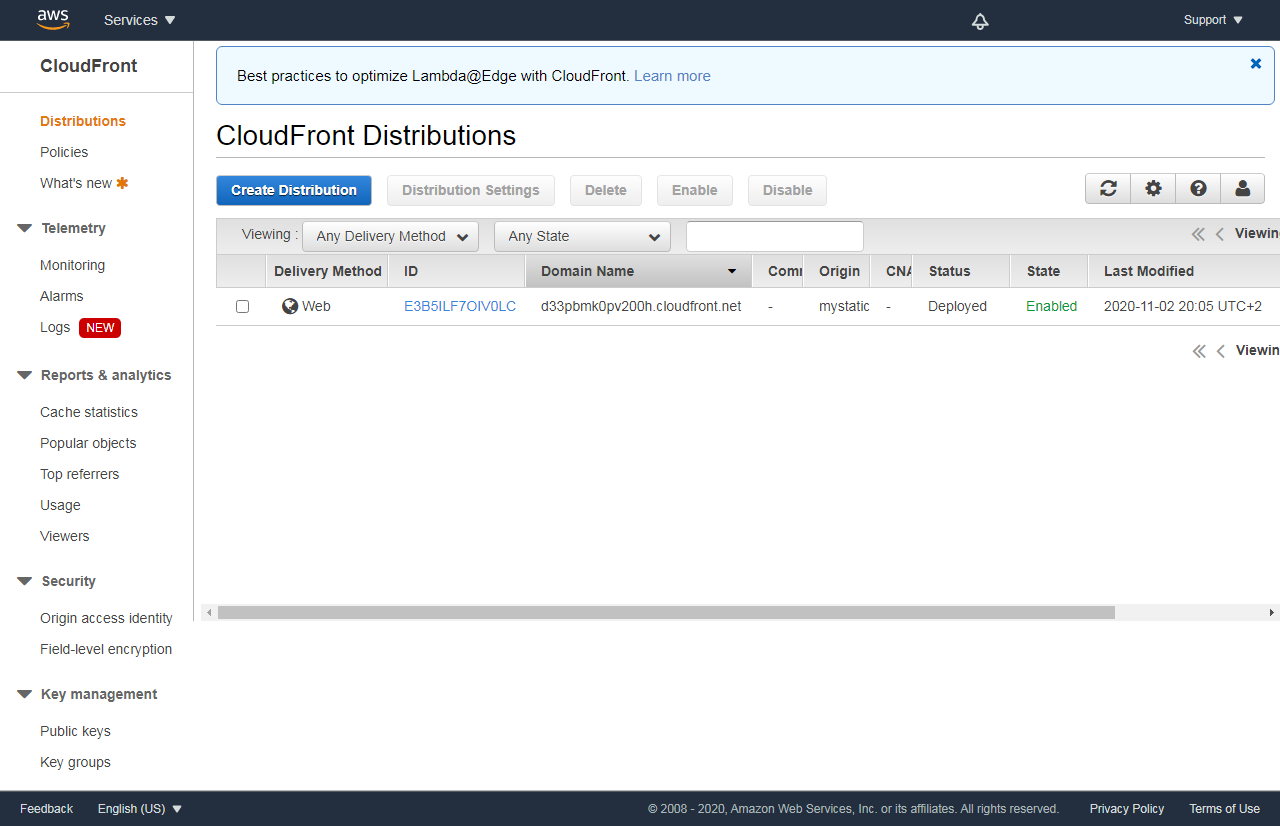 aws Services Support
CloudFront
Distributions
Policies
What's new
Telemetry
Monitoring
Alarms
Logs NEW
Reports & analytics
Cache statistics
Popular objects
Top referrers
Usage
Viewers
Security
Origin access identity
Field-level encryption
Key management
Public keys
Key groups
Best practices to optimize Lambda@Edge with CloudFront. Learn more
CloudFront Distributions
Create Distribution Distribution Settings Delete Enable Disable
Viewing : Any Delivery Method Any State Viewin
Delivery Method ID Domain Name Com Origin CNA Status State Last Modified
Web E3B5ILF7OIV0LC d33pbmk0pv200h.cloudfront.net - mystatic - Deployed Enabled 2020-11-02 20:05 UTC+2
Viewin
Feedback English (US) © 2008 - 2020, Amazon Web Services, Inc. or its affiliates. All rights reserved. Privacy Policy Terms of Use